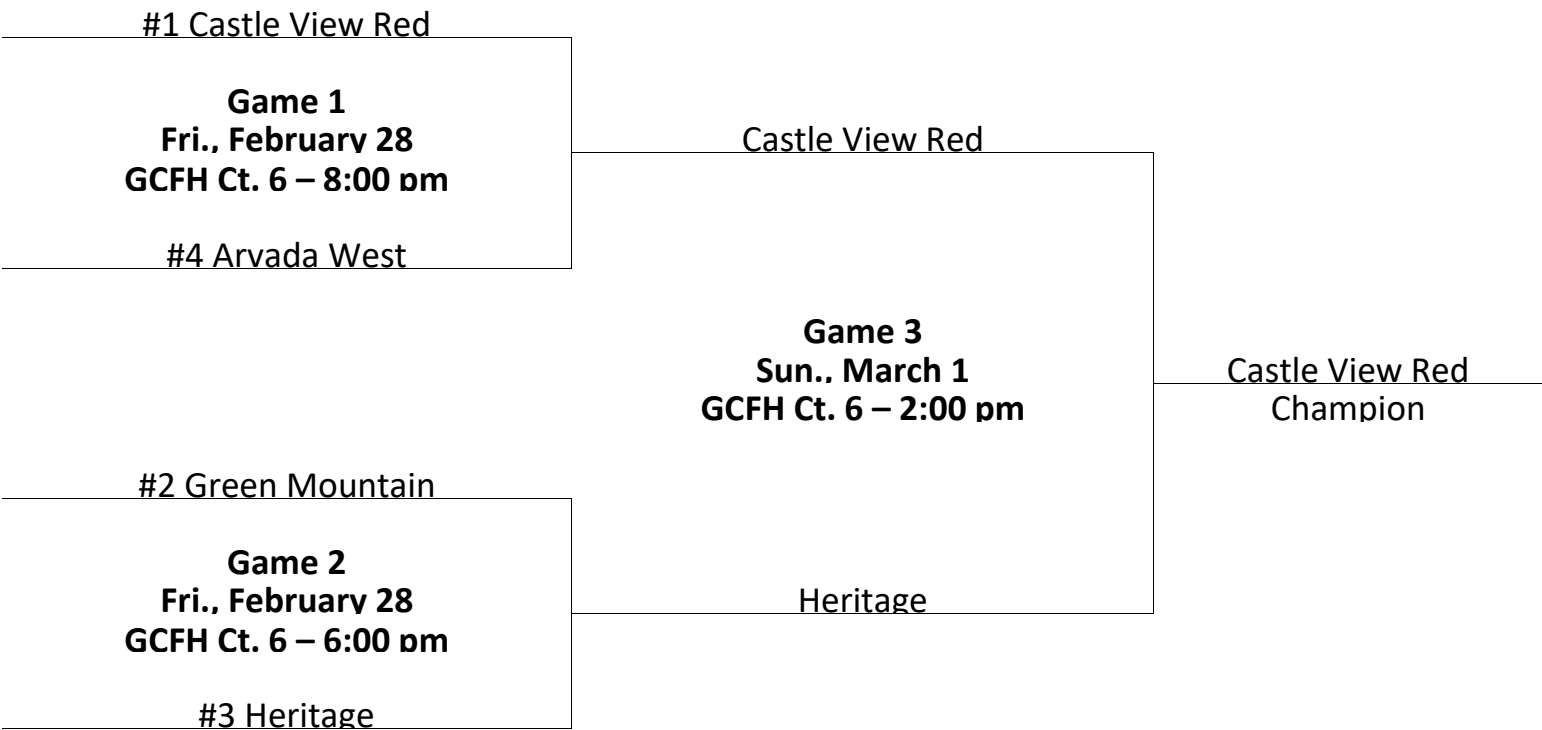 #1 Castle View Red
Game 1
Fri., February 28
GCFH Ct. 6 – 8:00 pm
Castle View Red
#4 Arvada West
Game 3
Sun., March 1
GCFH Ct. 6 – 2:00 pm
Castle View Red
Champion
#2 Green Mountain
Game 2
Fri., February 28
GCFH Ct. 6 – 6:00 pm
Heritage
#3 Heritage